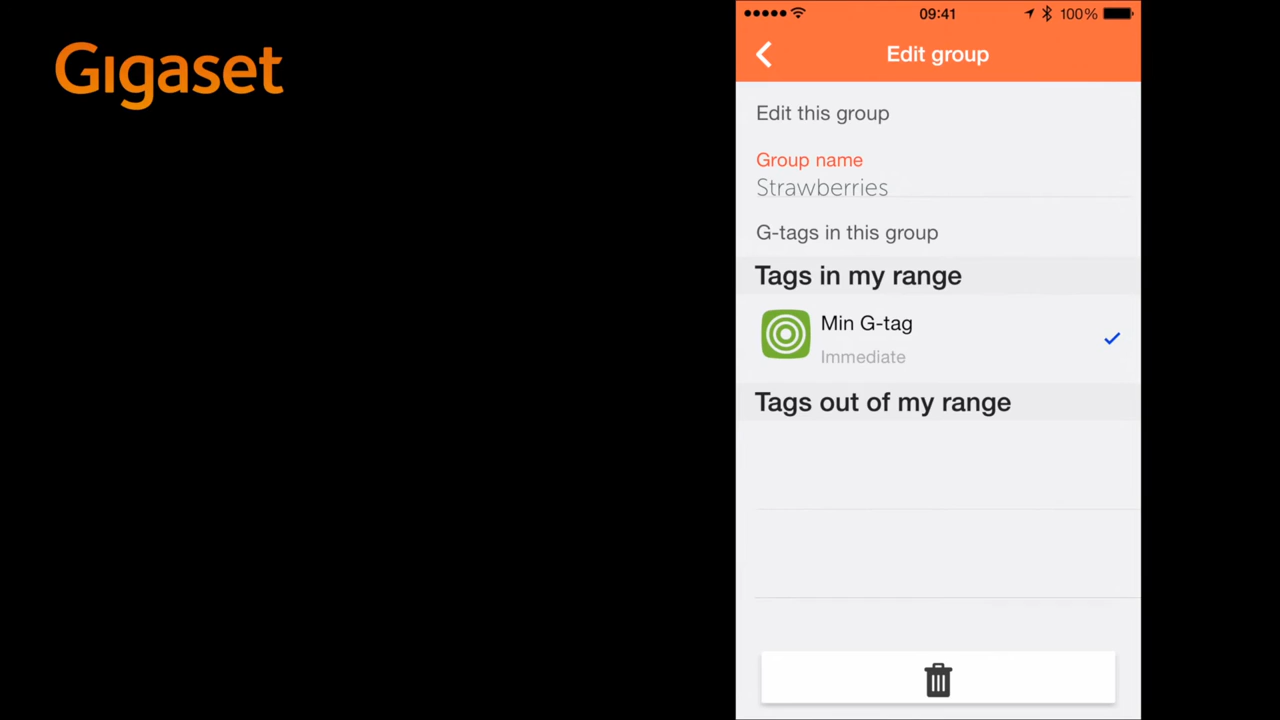 Gigaset
09:41
100%
Edit group
Edit this group
Group name
Strawberries
G-tags in this group
Tags in my range
Min G-tag
Immediate
Tags out of my range